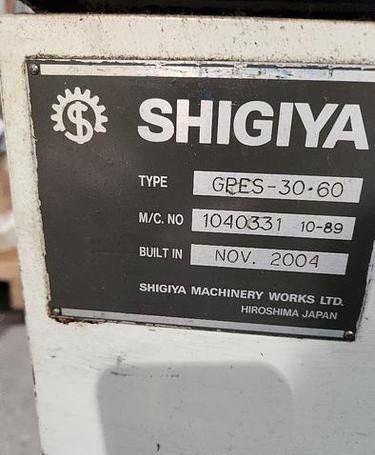 SHIGIYA
TYPE GPES-30•60
M/C. NO 1040331 10-89
BUILT IN NOV. 2004
SHIGIYA MACHINERY WORKS LTD.
HIROSHIMA JAPAN